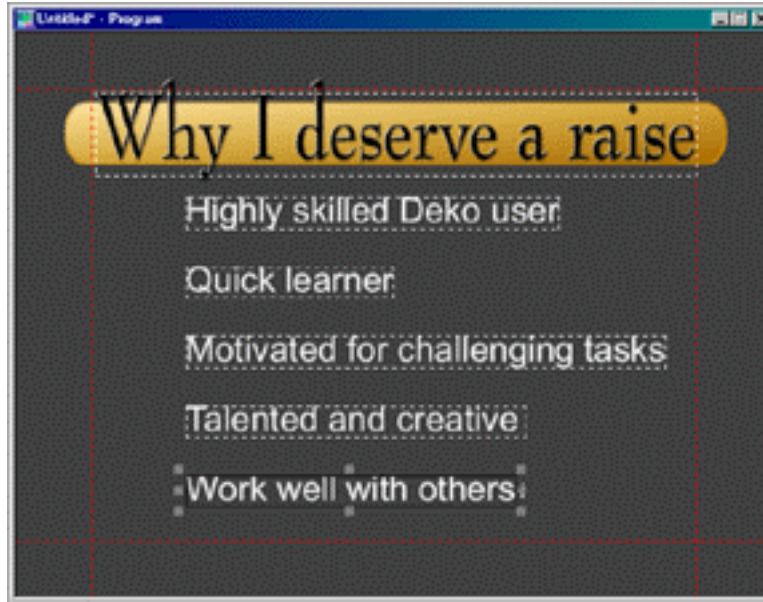 Untitled* - Program
Why I deserve a raise
Highly skilled Deko user
Quick learner
Motivated for challenging tasks
Talented and creative
Work well with others